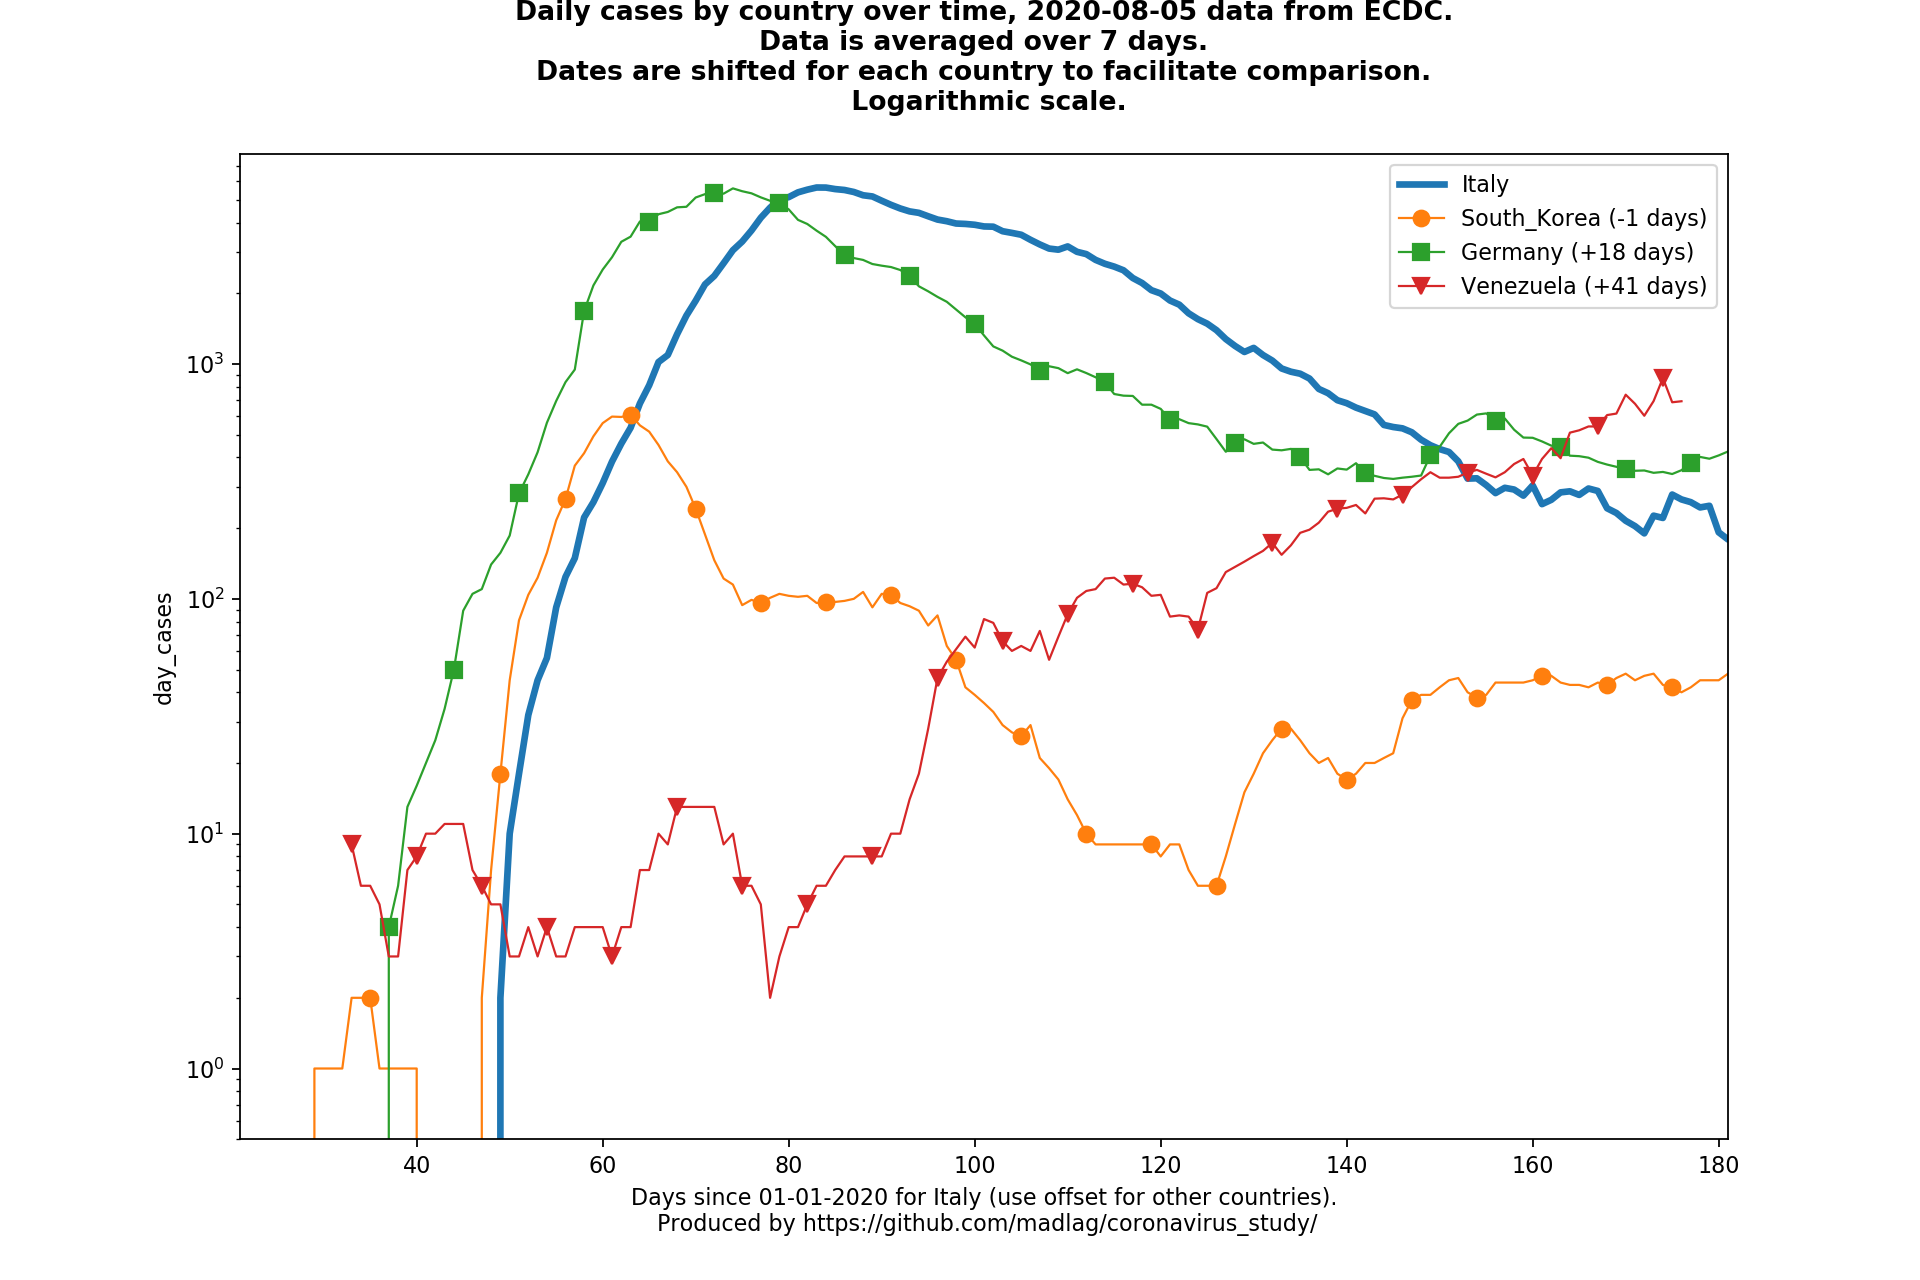 Daily cases by country over time, 2020-08-05 data from ECDC.
Data is averaged over 7 days.
Dates are shifted for each country to facilitate comparison.
Logarithmic scale.
Italy
South_Korea (-1 days)
Germany (+18 days)
Venezuela (+41 days)
10³
10²
10¹
10⁰
day_cases
40 60 80 100 120 140 160 180
Days since 01-01-2020 for Italy (use offset for other countries).
Produced by https://github.com/madlag/coronavirus_study/